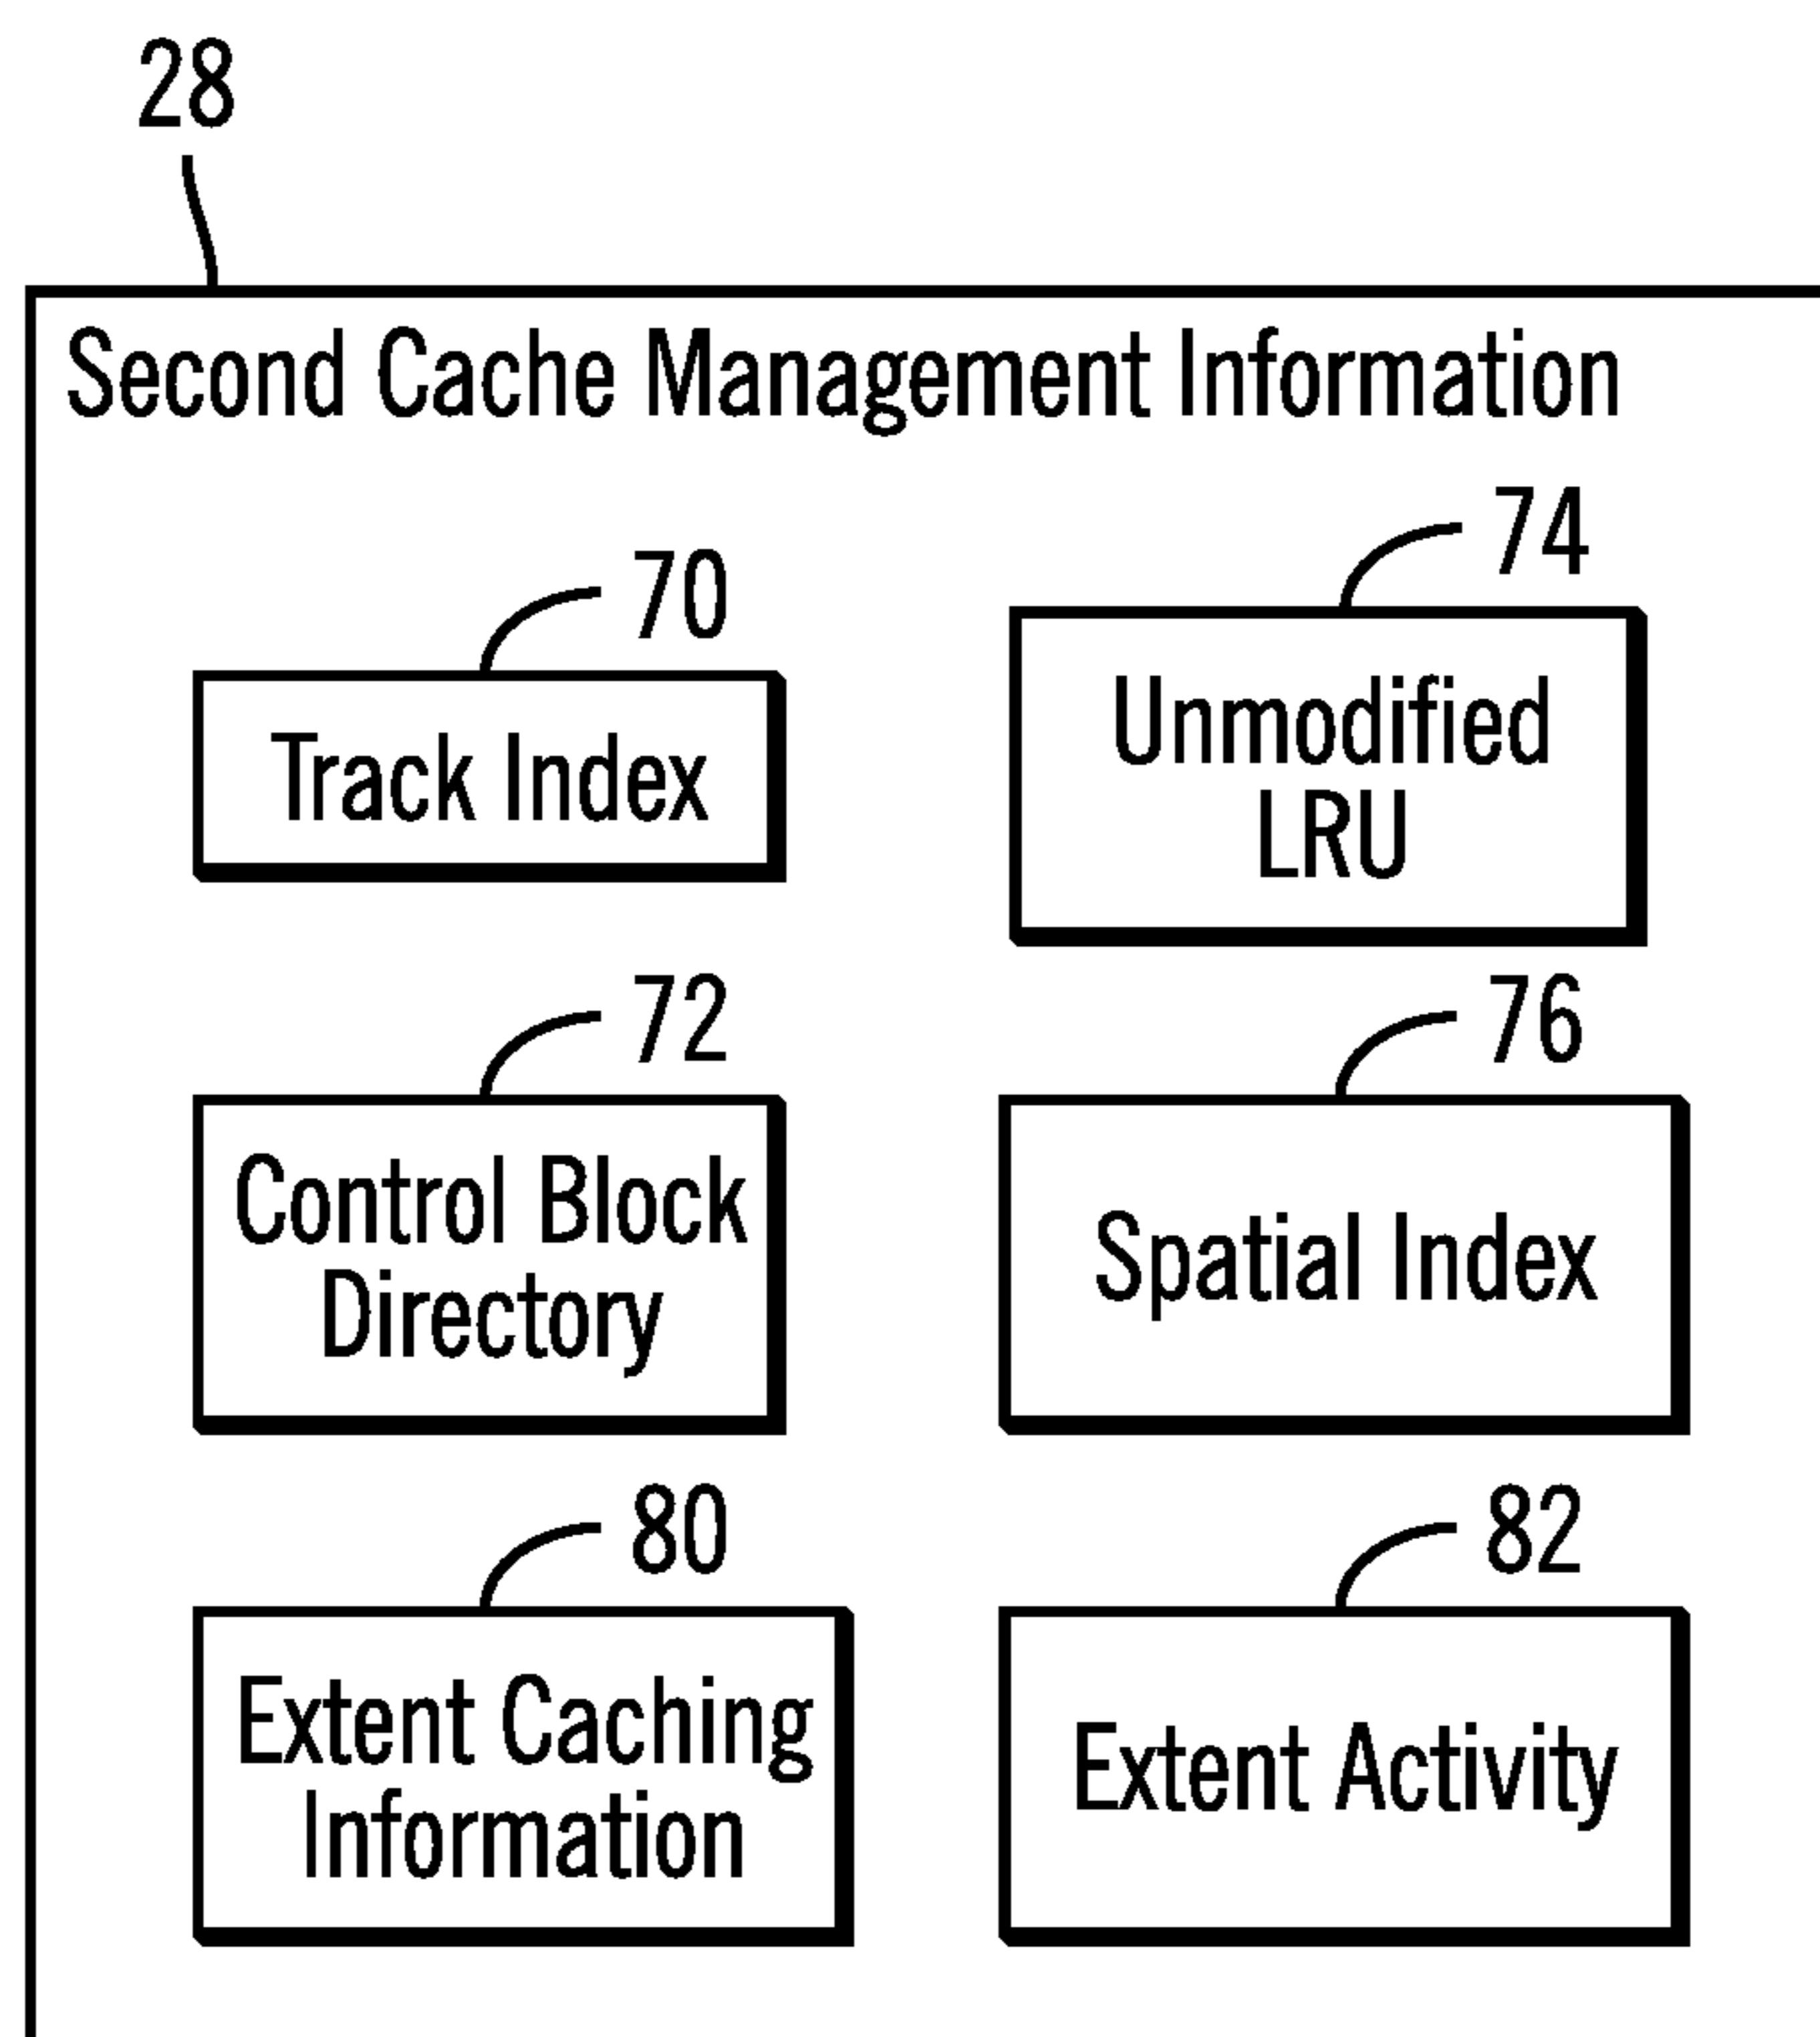 28
Second Cache Management Information
70
Track Index
74
Unmodified
LRU
72
Control Block
Directory
76
Spatial Index
80
Extent Caching
Information
82
Extent Activity